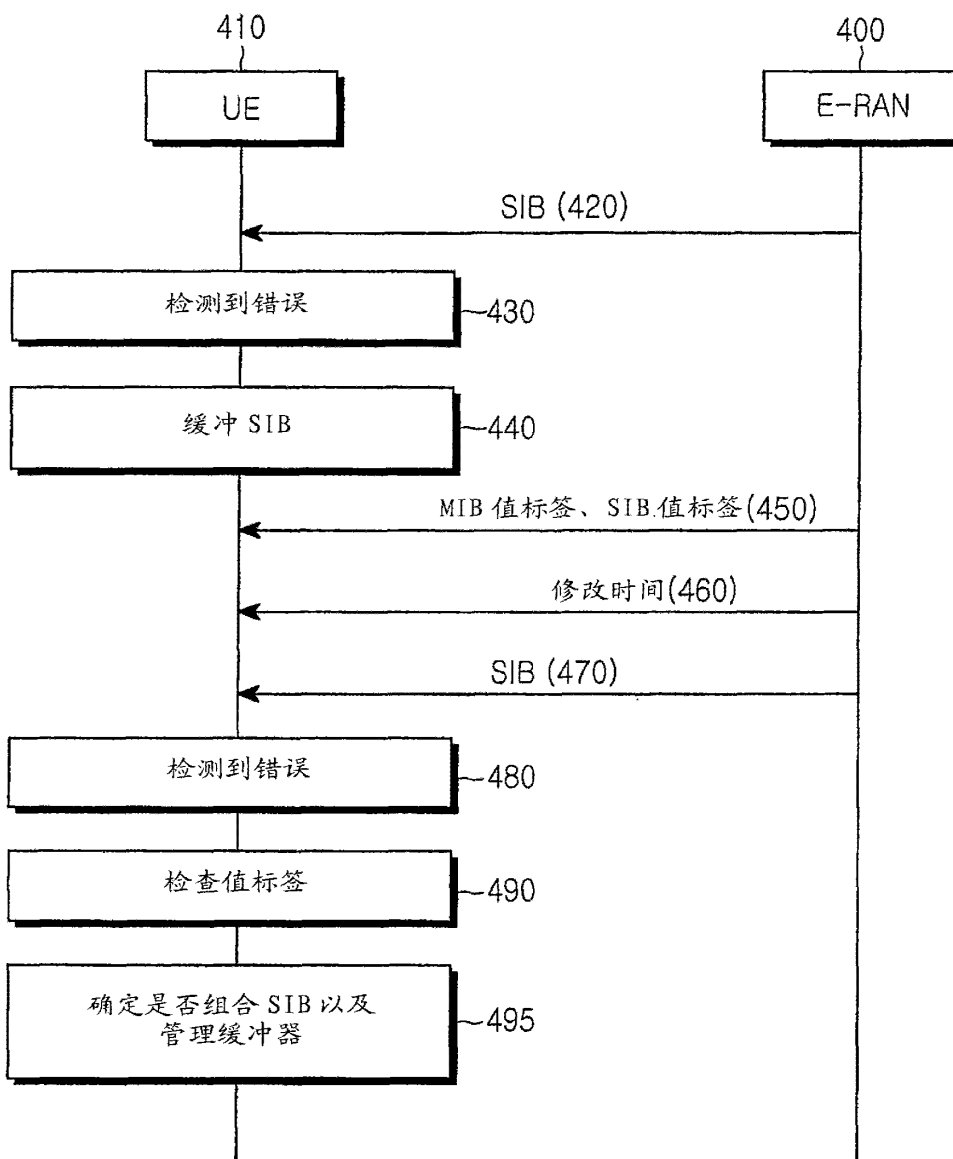 410
400
UE
E-RAN
SIB (420)
检测到错误
430
缓冲 SIB
440
MIB 值标签、SIB 值标签(450)
修改时间(460)
SIB (470)
检测到错误
480
检查值标签
490
确定是否组合 SIB 以及
管理缓冲器
495